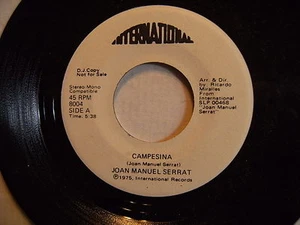 INTERNATIONAL
D.J. Copy
Not for Sale
Stereo/Mono
Compatible
45 RPM
8004
SIDE A
Time: 5:38
Arr. & Dir
by: Ricardo
Miralles
From
International
SLP 00468
"Joan Manuel
Serrat"
CAMPESINA
(Joan Manuel Serrat)
JOAN MANUEL SERRAT
℗1975, International Records